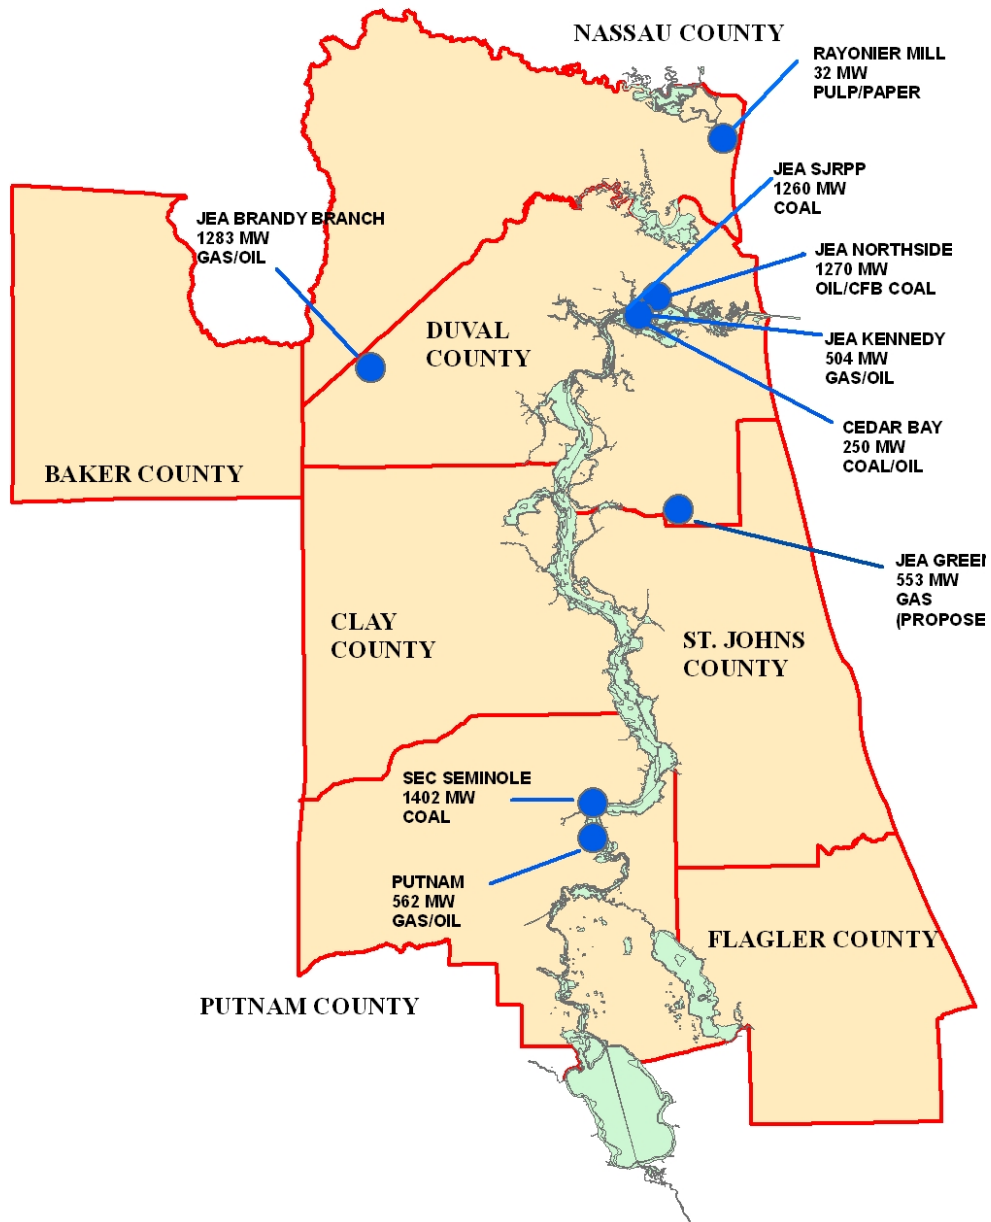 NASSAU COUNTY
RAYONIER MILL
32 MW
PULP/PAPER
JEA SJRPP
1260 MW
COAL
JEA BRANDY BRANCH
1283 MW
GAS/OIL
JEA NORTHSIDE
1270 MW
OIL/CFB COAL
DUVAL
COUNTY
JEA KENNEDY
504 MW
GAS/OIL
CEDAR BAY
250 MW
COAL/OIL
BAKER COUNTY
JEA GREEN
553 MW
GAS
(PROPOSE
CLAY
COUNTY
ST. JOHNS
COUNTY
SEC SEMINOLE
1402 MW
COAL
PUTNAM
562 MW
GAS/OIL
FLAGLER COUNTY
PUTNAM COUNTY